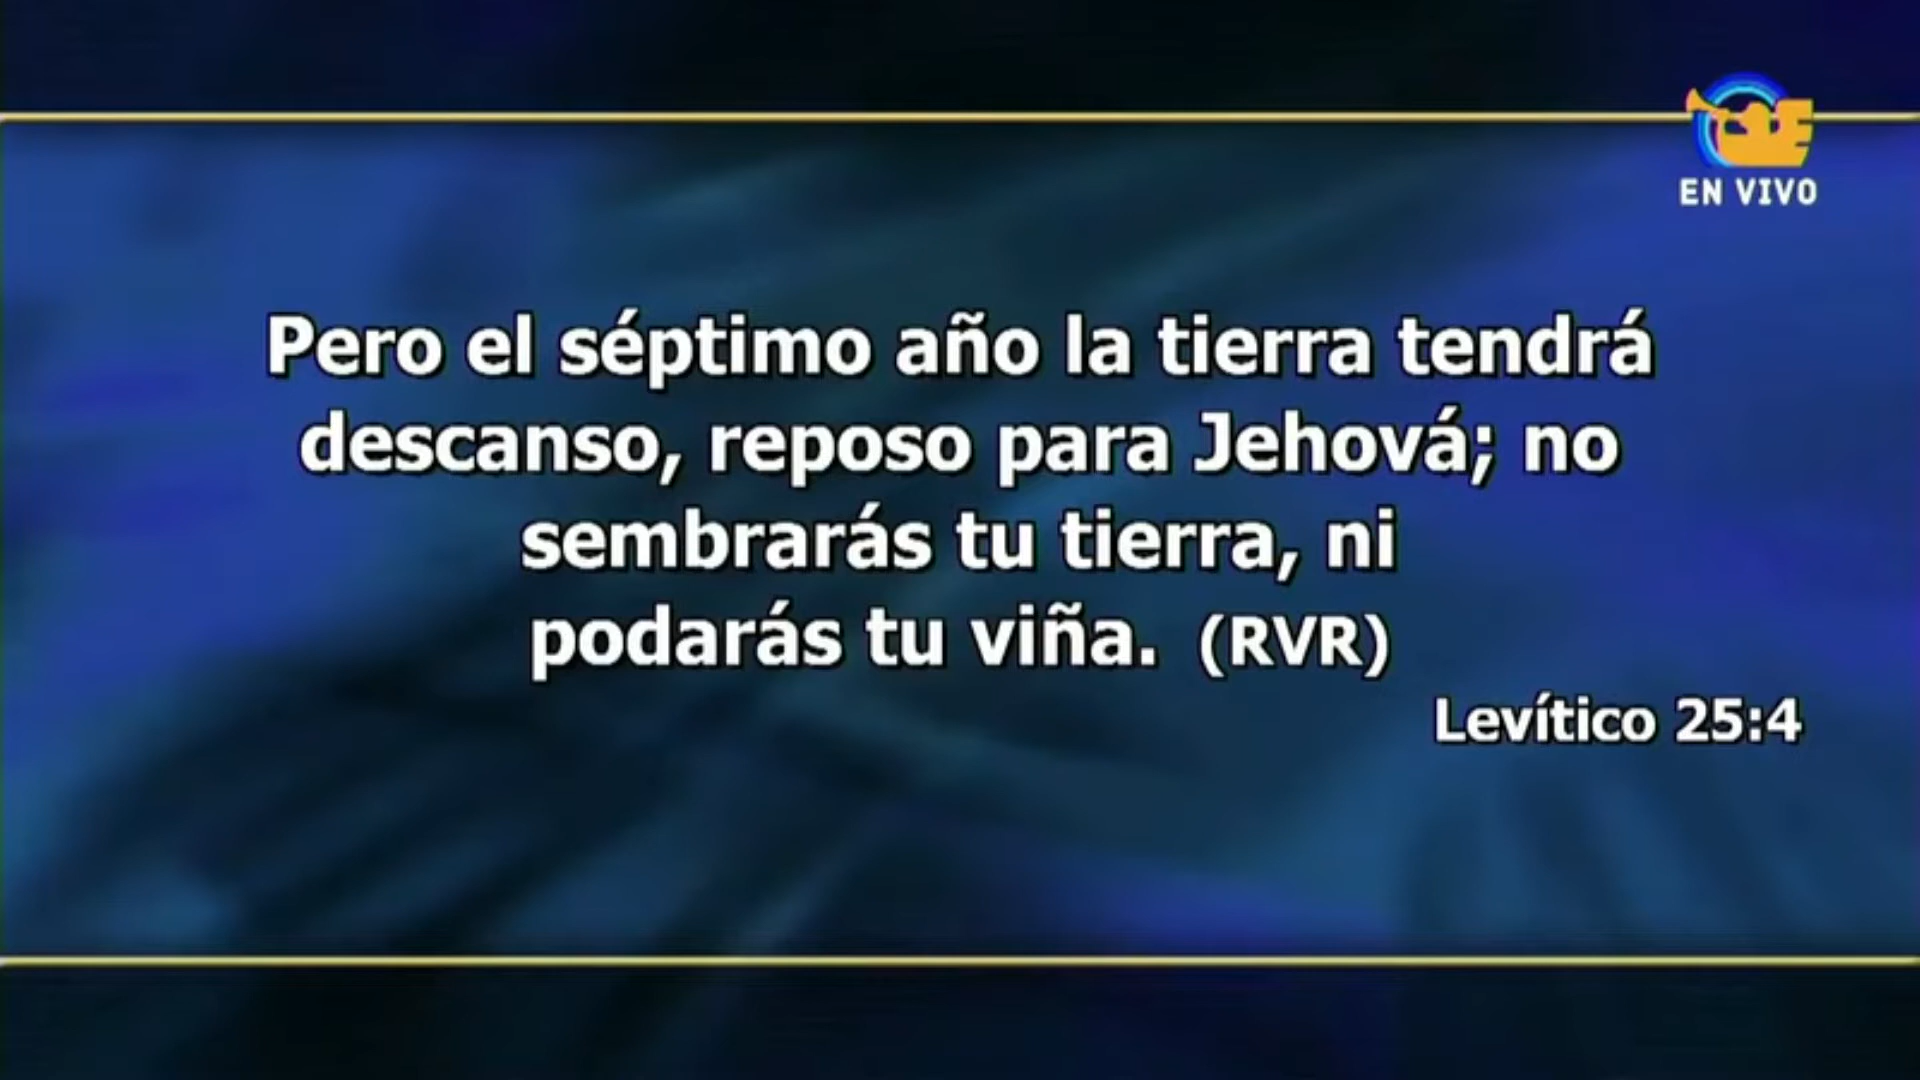 EN VIVO
Pero el séptimo año la tierra tendrá
descanso, reposo para Jehová; no
sembrarás tu tierra, ni
podarás tu viña. (RVR)
Levítico 25:4